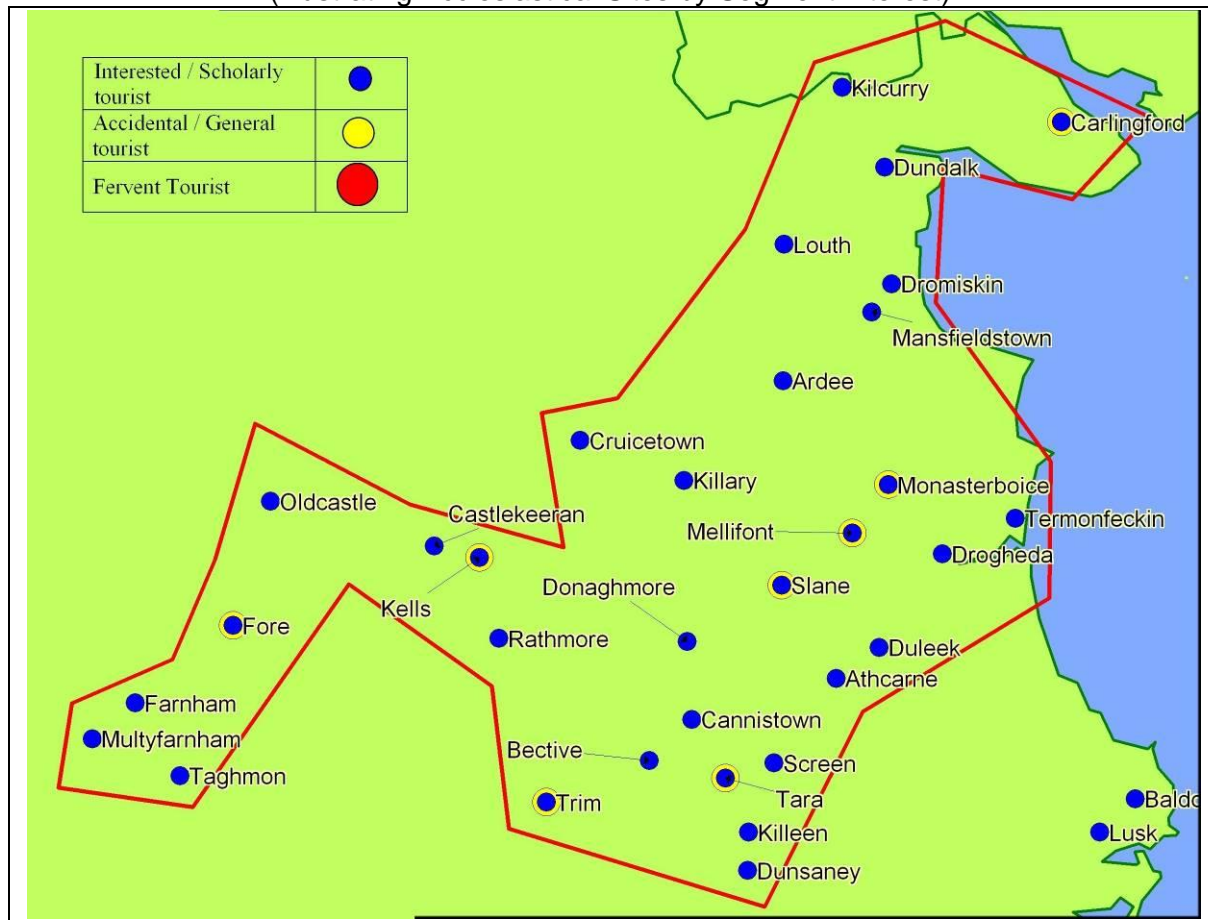 Interested / Scholarly
tourist
Accidental / General
tourist
Fervent Tourist
Kilcurry
Carlingford
Dundalk
Louth
Dromiskin
Mansfieldstown
Ardee
Cruicetown
Killary
Monasterboice
Oldcastle
Castlekeeran
Termonfeckin
Mellifont
Drogheda
Donaghmore
Slane
Kells
Fore
Rathmore
Duleek
Athcarne
Farnham
Cannistown
Multyfarnham
Bective
Screen
Taghmon
Trim
Tara
Baldo
Killeen
Lusk
Dunsaney